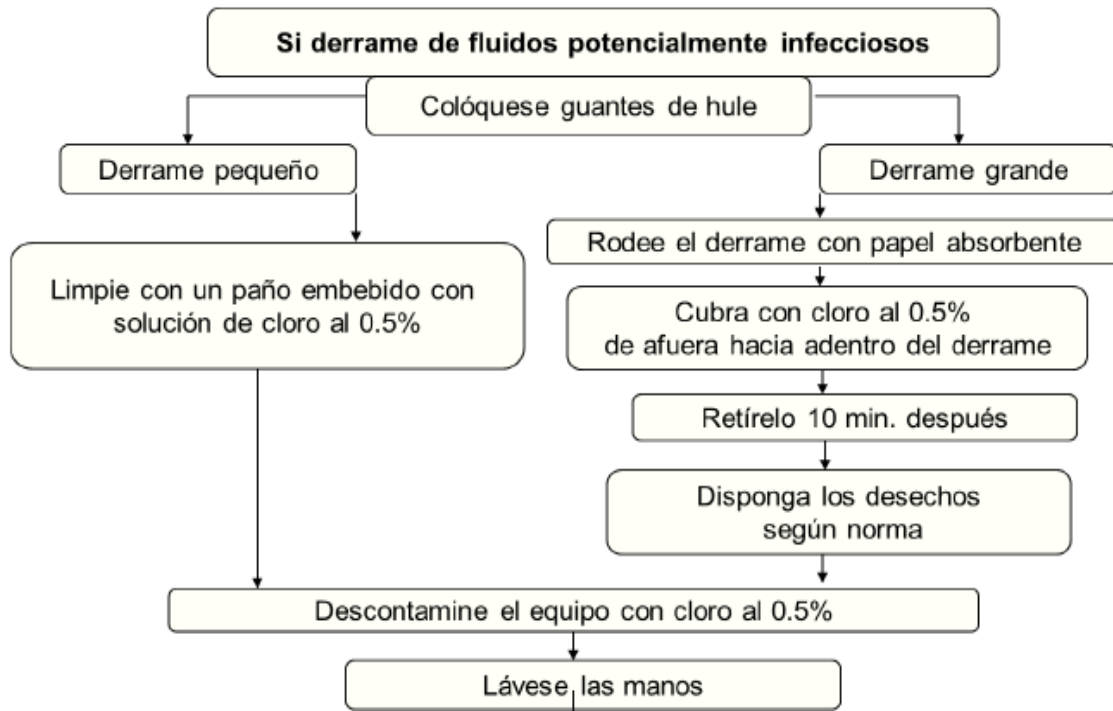 Si derrame de fluidos potencialmente infecciosos
Colóquese guantes de hule
Derrame pequeño
Derrame grande
Rodee el derrame con papel absorbente
Limpie con un paño embebido con
solución de cloro al 0.5%
Cubra con cloro al 0.5%
de afuera hacia adentro del derrame
Retírelo 10 min. después
Disponga los desechos
según norma
Descontamine el equipo con cloro al 0.5%
Lávese las manos